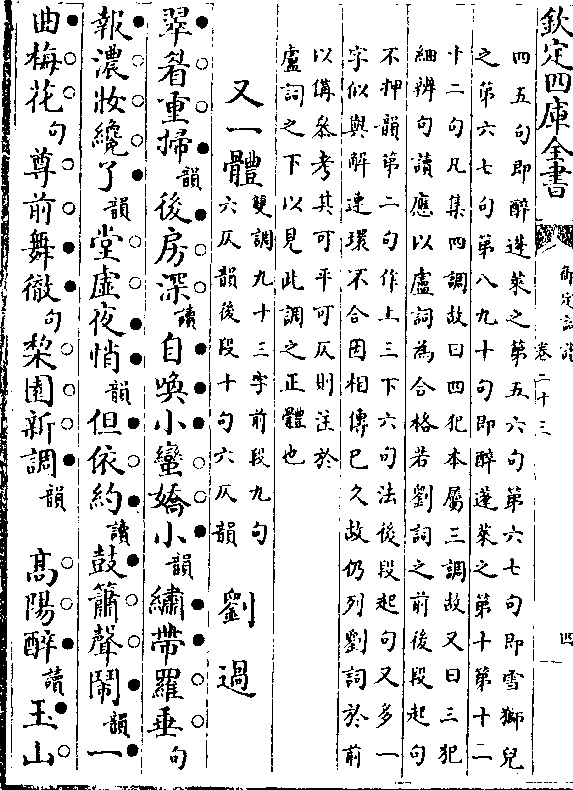 欽定四庫全書
御定詞譜
卷二十三
四
四五句即醉蓬萊之第五六句第六七句即雪獅兒
之第六七句第八九十句即醉蓬萊之第十第十二
十二句凡集四調故曰四犯本屬三調故又曰三犯
細辨句讀應以盧詞為合格若劉詞之前後段起句
不押韻第二句作上三下六句法後段起句又多一
字似與解連環不合因相傳已久故仍列劉詞於前
以備參考其可平可仄則注於
盧詞之下以見此調之正體也
又一體 雙調九十三字前段九句
六仄韻後段十句六仄韻 劉過
翠眷重掃韻後房深讀自喚小蠻嬌小韻繡帶羅垂句
報濃妝纔了韻堂虛夜悄韻但依約讀鼓簫聲鬧韻一
曲梅花句尊前舞徹句棃園新調韻 髙陽醉讀玉山